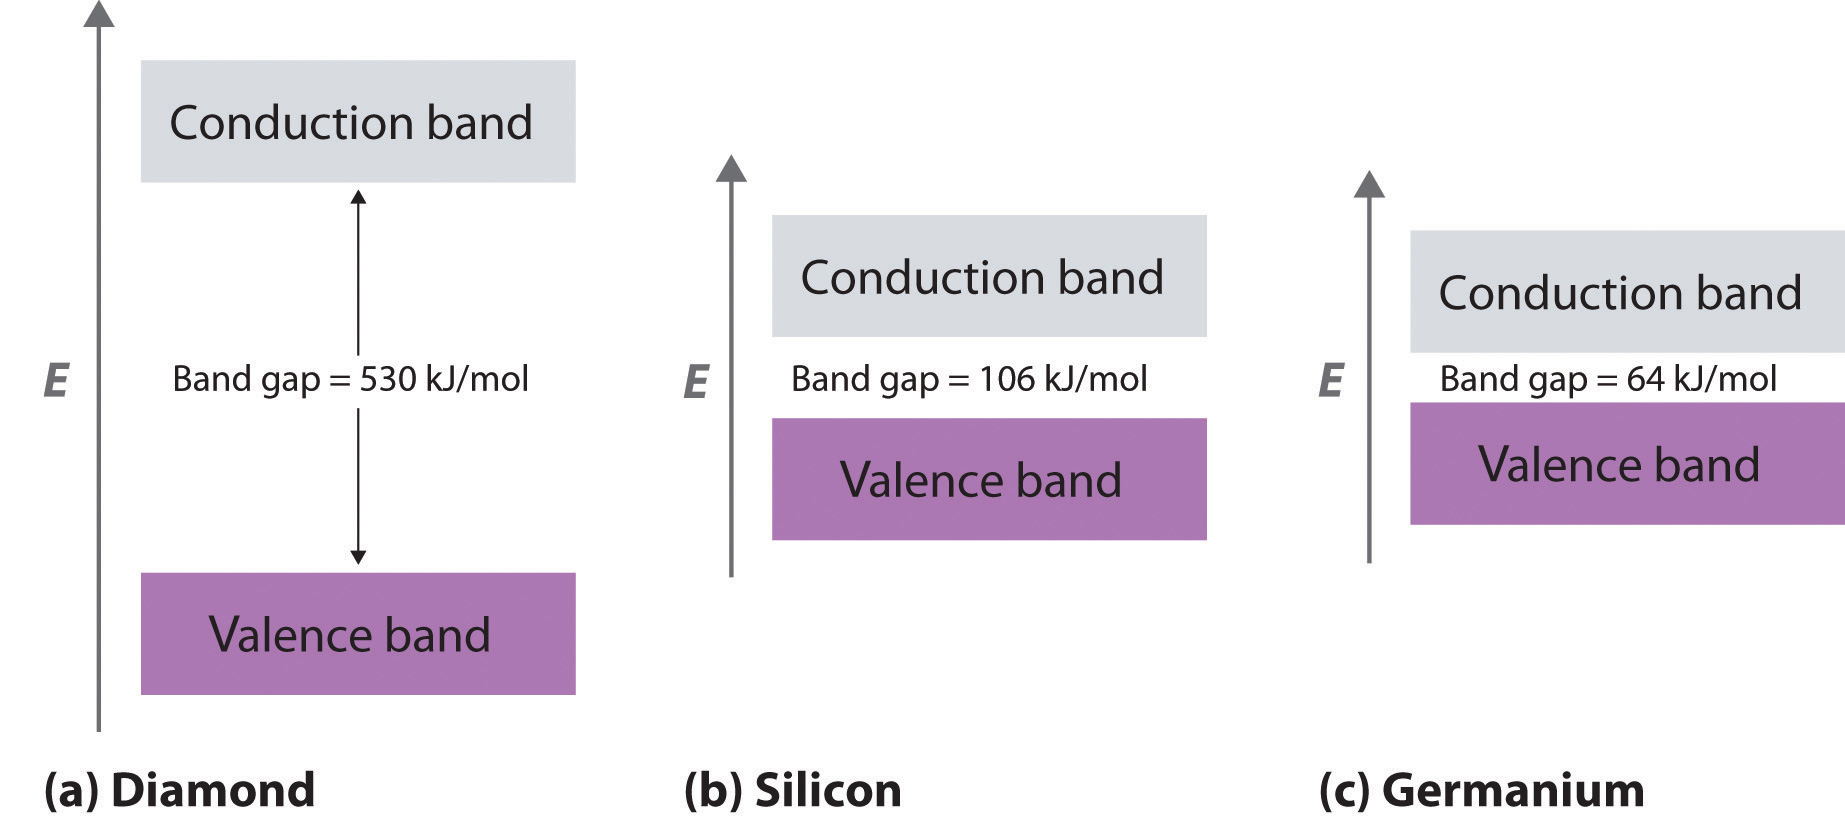 Conduction band
E
Band gap = 530 kJ/mol
Valence band
(a) Diamond
Conduction band
E
Band gap = 106 kJ/mol
Valence band
(b) Silicon
Conduction band
E
Band gap = 64 kJ/mol
Valence band
(c) Germanium